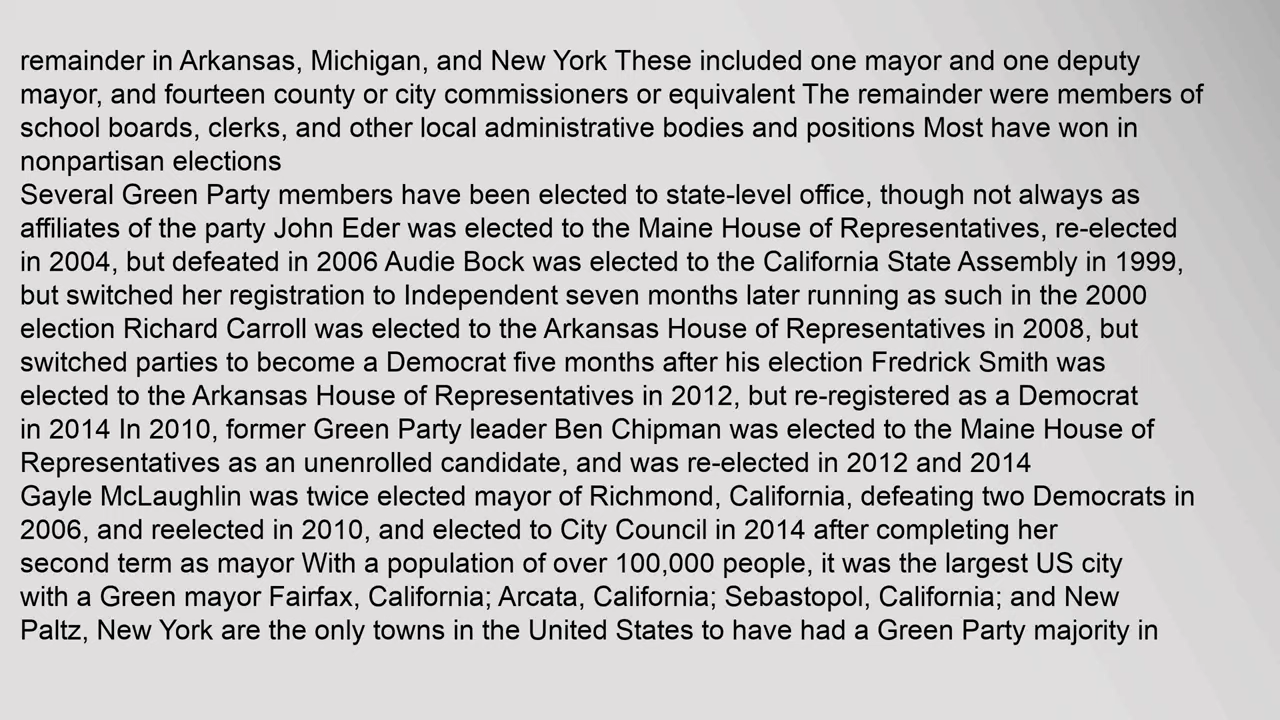 remainder in Arkansas, Michigan, and New York These included one mayor and one deputy
mayor, and fourteen county or city commissioners or equivalent The remainder were members of
school boards, clerks, and other local administrative bodies and positions Most have won in
nonpartisan elections
Several Green Party members have been elected to state-level office, though not always as
affiliates of the party John Eder was elected to the Maine House of Representatives, re-elected
in 2004, but defeated in 2006 Audie Bock was elected to the California State Assembly in 1999,
but switched her registration to Independent seven months later running as such in the 2000
election Richard Carroll was elected to the Arkansas House of Representatives in 2008, but
switched parties to become a Democrat five months after his election Fredrick Smith was
elected to the Arkansas House of Representatives in 2012, but re-registered as a Democrat
in 2014 In 2010, former Green Party leader Ben Chipman was elected to the Maine House of
Representatives as an unenrolled candidate, and was re-elected in 2012 and 2014
Gayle McLaughlin was twice elected mayor of Richmond, California, defeating two Democrats in
2006, and reelected in 2010, and elected to City Council in 2014 after completing her
second term as mayor With a population of over 100,000 people, it was the largest US city
with a Green mayor Fairfax, California; Arcata, California; Sebastopol, California; and New
Paltz, New York are the only towns in the United States to have had a Green Party majority in